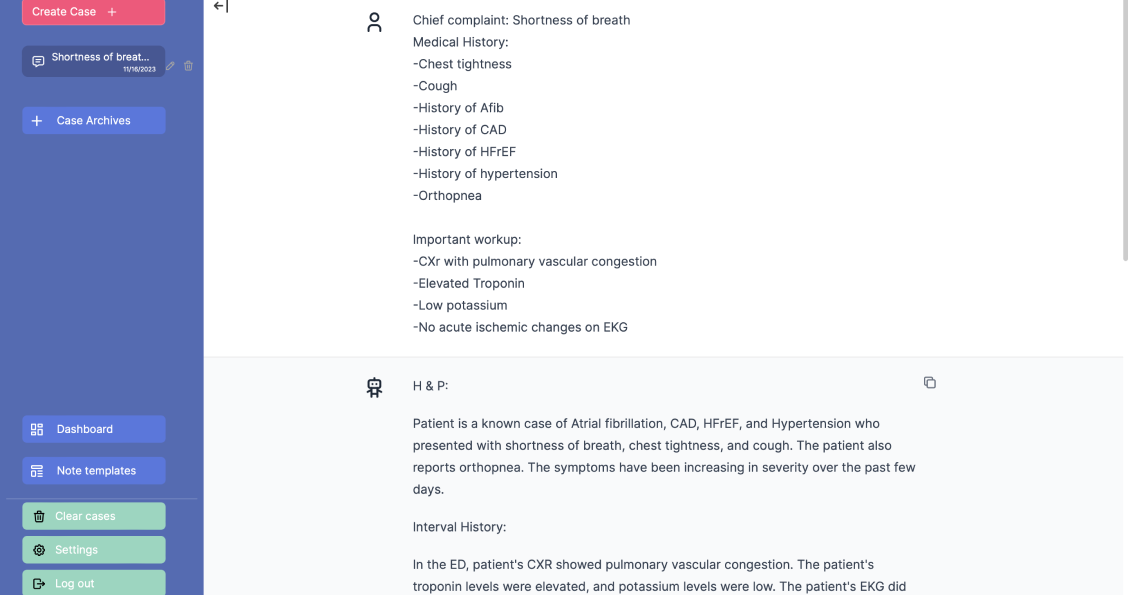 Create Case +
Shortness of breat...
11/16/2023
+ Case Archives
Dashboard
Note templates
Clear cases
Settings
Log out
Chief complaint: Shortness of breath
Medical History:
-Chest tightness
-Cough
-History of Afib
-History of CAD
-History of HFrEF
-History of hypertension
-Orthopnea
Important workup:
-CXr with pulmonary vascular congestion
-Elevated Troponin
-Low potassium
-No acute ischemic changes on EKG
H & P:
Patient is a known case of Atrial fibrillation, CAD, HFrEF, and Hypertension who
presented with shortness of breath, chest tightness, and cough. The patient also
reports orthopnea. The symptoms have been increasing in severity over the past few
days.
Interval History:
In the ED, patient's CXR showed pulmonary vascular congestion. The patient's
troponin levels were elevated, and potassium levels were low. The patient's EKG did